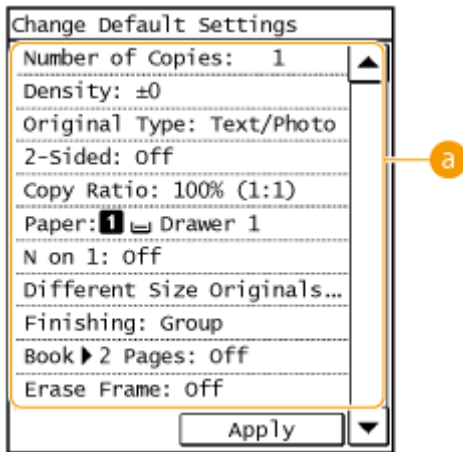 Change Default Settings
Number of Copies: 1
Density: ±0
Original Type: Text/Photo
2-Sided: Off
Copy Ratio: 100% (1:1)
Paper: 1 Drawer 1
N on 1: Off
Different Size Originals...
Finishing: Group
Book ▶ 2 Pages: Off
Erase Frame: Off
Apply
a